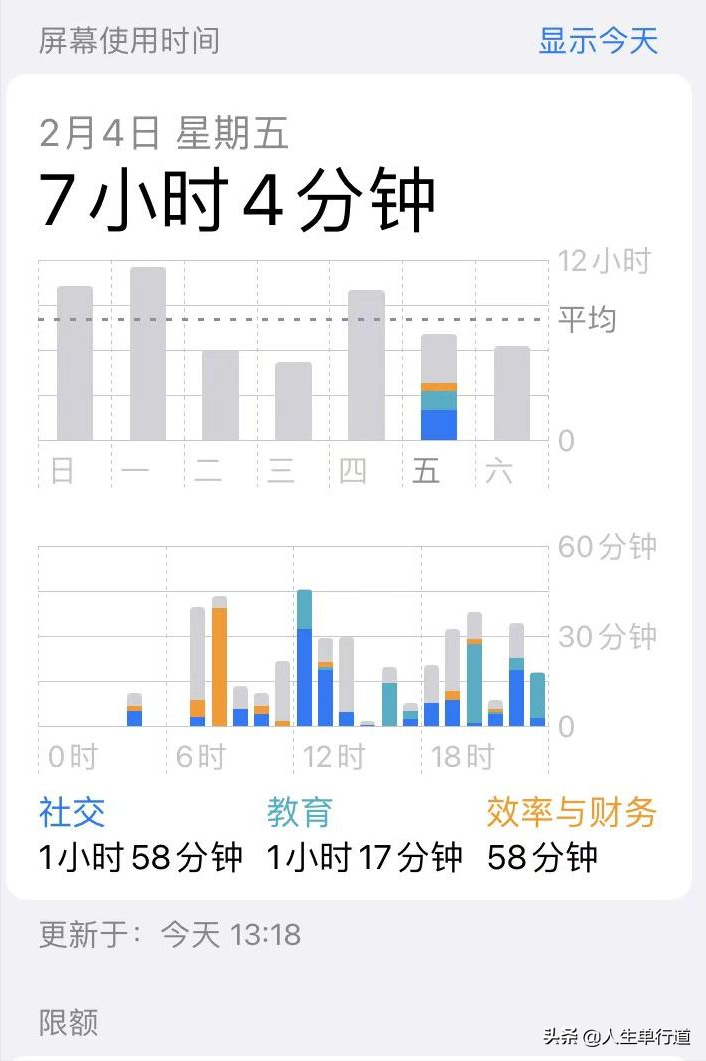 屏幕使用时间 显示今天
2月4日 星期五
7小时4分钟
12小时
平均
0
日 一 二 三 四 五 六
60分钟
30分钟
0
0时 6时 12时 18时
社交 教育 效率与财务
1小时58分钟 1小时17分钟 58分钟
更新于：今天 13:18
限额
头条 @人生单行道